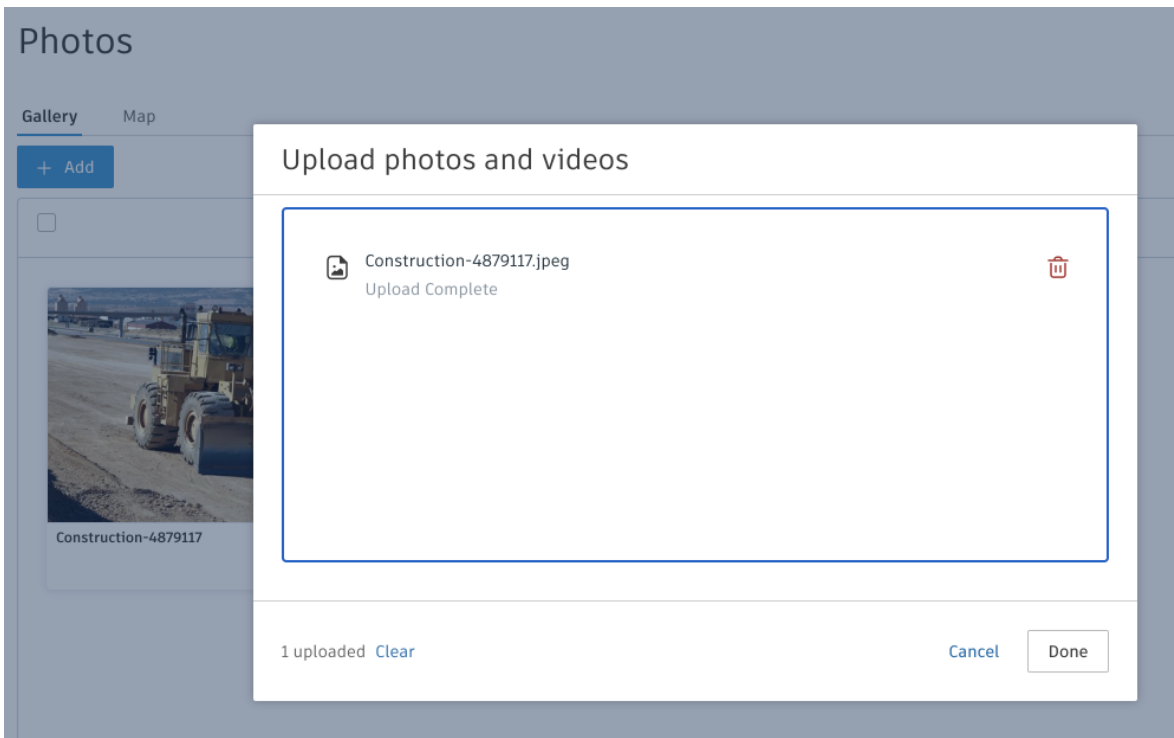 Photos
Gallery Map
+ Add
Upload photos and videos
Construction-4879117.jpeg
Upload Complete
Construction-4879117
1 uploaded Clear
Cancel Done